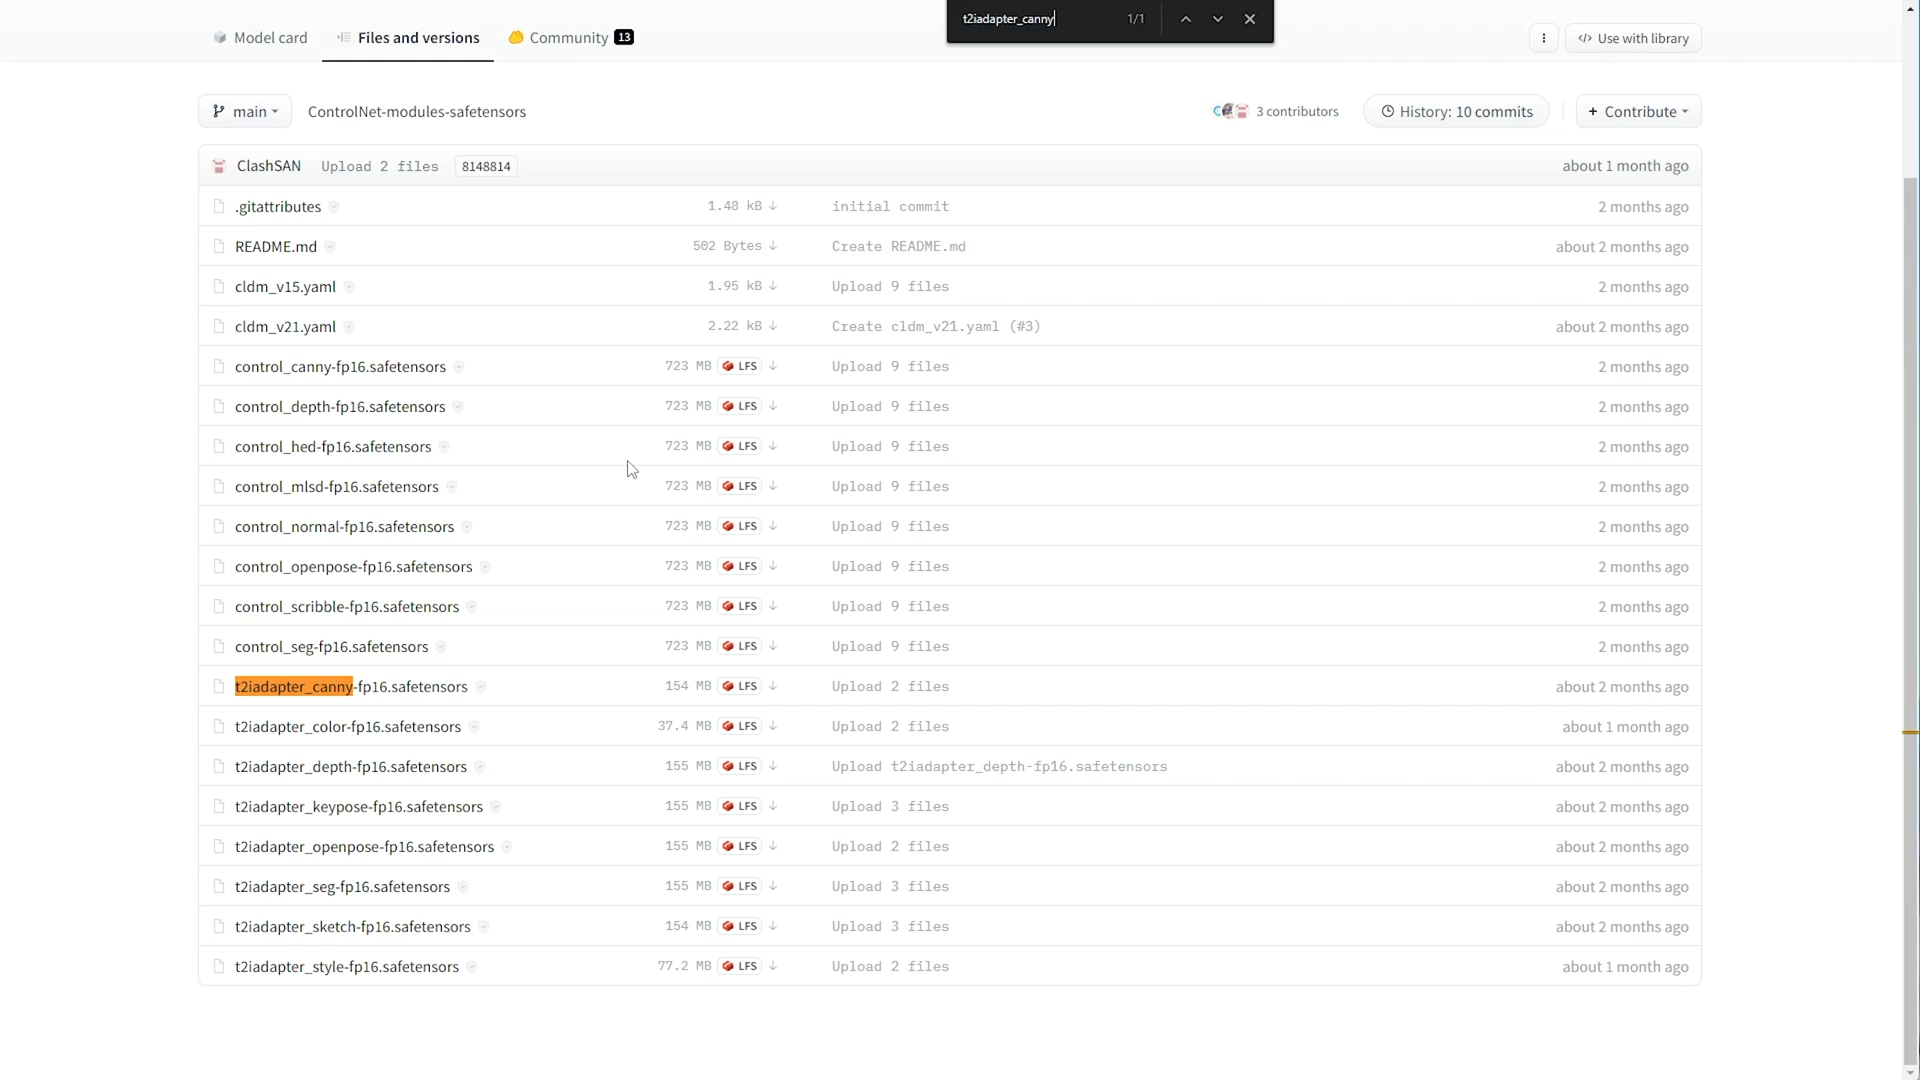 t2iadapter_canny 1/1
Model card Files and versions Community 13 Use with library
main ControlNet-modules-safetensors 3 contributors History: 10 commits + Contribute
ClashSAN Upload 2 files 8148814 about 1 month ago
.gitattributes 1.48 kB initial commit 2 months ago
README.md 502 Bytes Create README.md about 2 months ago
cldm_v15.yaml 1.95 kB Upload 9 files 2 months ago
cldm_v21.yaml 2.22 kB Create cldm_v21.yaml (#3) about 2 months ago
control_canny-fp16.safetensors 723 MB LFS Upload 9 files 2 months ago
control_depth-fp16.safetensors 723 MB LFS Upload 9 files 2 months ago
control_hed-fp16.safetensors 723 MB LFS Upload 9 files 2 months ago
control_mlsd-fp16.safetensors 723 MB LFS Upload 9 files 2 months ago
control_normal-fp16.safetensors 723 MB LFS Upload 9 files 2 months ago
control_openpose-fp16.safetensors 723 MB LFS Upload 9 files 2 months ago
control_scribble-fp16.safetensors 723 MB LFS Upload 9 files 2 months ago
control_seg-fp16.safetensors 723 MB LFS Upload 9 files 2 months ago
t2iadapter_canny-fp16.safetensors 154 MB LFS Upload 2 files about 2 months ago
t2iadapter_color-fp16.safetensors 37.4 MB LFS Upload 2 files about 1 month ago
t2iadapter_depth-fp16.safetensors 155 MB LFS Upload t2iadapter_depth-fp16.safetensors about 2 months ago
t2iadapter_keypose-fp16.safetensors 155 MB LFS Upload 3 files about 2 months ago
t2iadapter_openpose-fp16.safetensors 155 MB LFS Upload 2 files about 2 months ago
t2iadapter_seg-fp16.safetensors 155 MB LFS Upload 3 files about 2 months ago
t2iadapter_sketch-fp16.safetensors 154 MB LFS Upload 3 files about 2 months ago
t2iadapter_style-fp16.safetensors 77.2 MB LFS Upload 2 files about 1 month ago